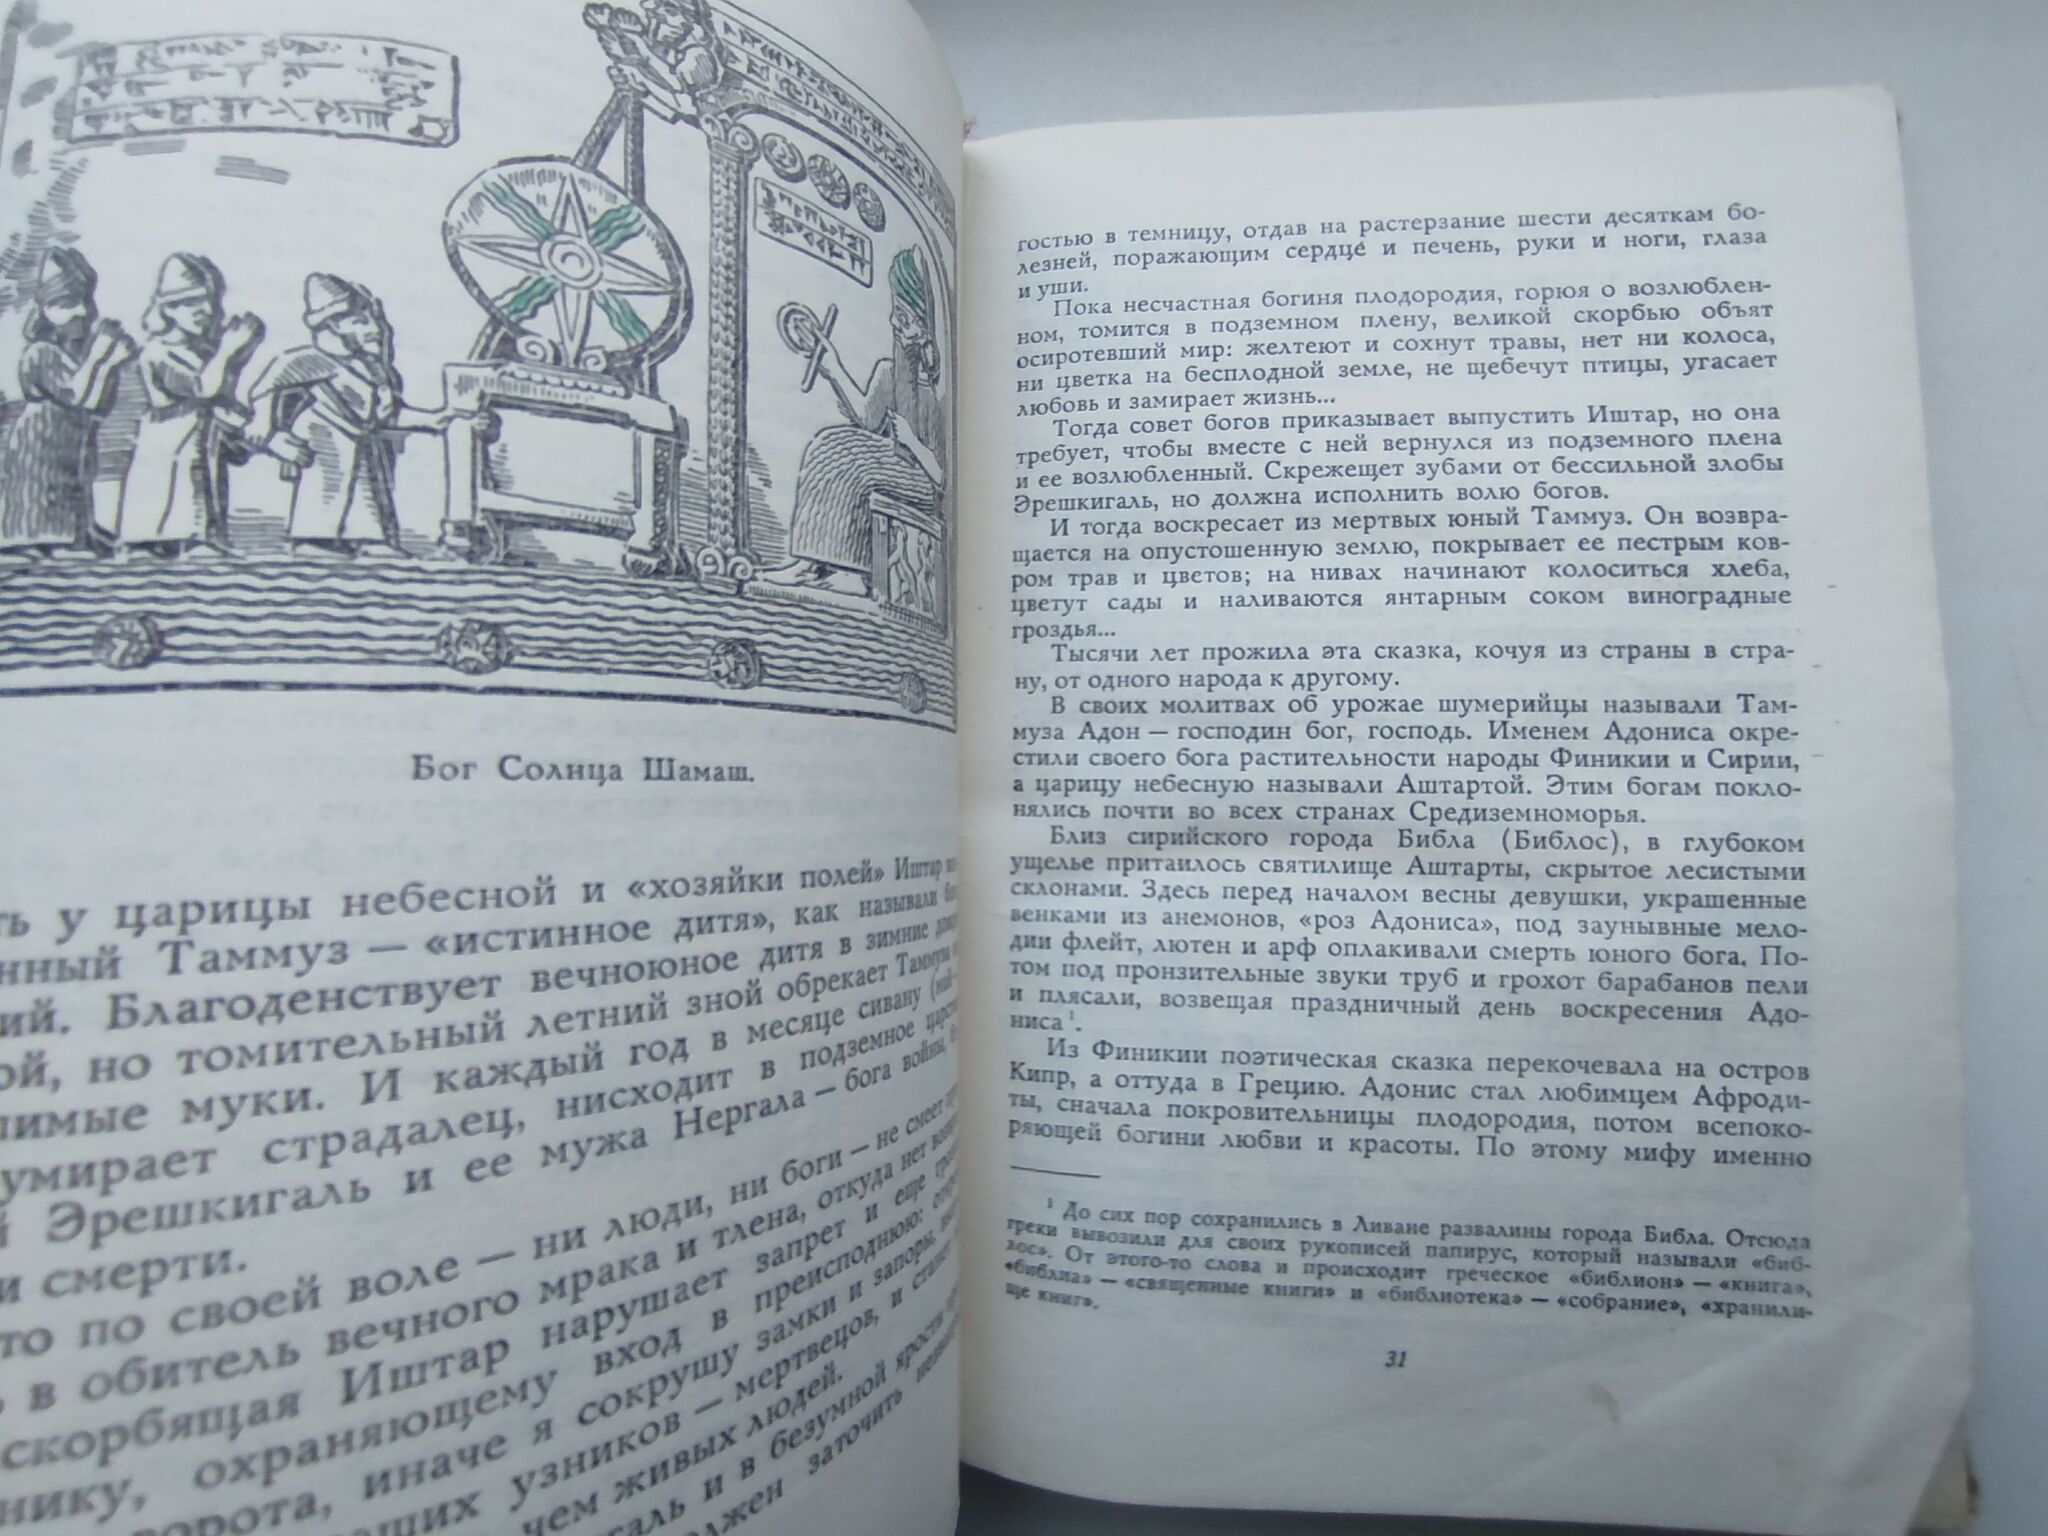 Бог Солнца Шамаш.
у царицы небесной и «хозяйки полей» Иштар
Таммуз — «истинное дитя», как называли
Благоденствует вечноюное дитя в зимние
но томительный летний зной обрекает Таммуза
муки. И каждый год в месяце сивану
умирает страдалец, нисходит в подземное
Эрешкигаль и ее мужа Нергала — бога войны,
и смерти.
по своей воле — ни люди, ни боги — не смеет
в обитель вечного мрака и тлена, откуда нет
скорбящая Иштар нарушает запрет и еще
охраняющему вход в преисподнюю:
иначе я сокрушу замки и запоры,
узников — мертвецов, и
чем живых людей.
и в безумной ярости
заточить
гостью в темницу, отдав на растерзание шести десяткам бо-
лезней, поражающим сердце и печень, руки и ноги, глаза
и уши.
Пока несчастная богиня плодородия, горюя о возлюблен-
ном, томится в подземном плену, великой скорбью объят
осиротевший мир: желтеют и сохнут травы, нет ни колоса,
ни цветка на бесплодной земле, не щебечут птицы, угасает
любовь и замирает жизнь...
Тогда совет богов приказывает выпустить Иштар, но она
требует, чтобы вместе с ней вернулся из подземного плена
и ее возлюбленный. Скрежещет зубами от бессильной злобы
Эрешкигаль, но должна исполнить волю богов.
И тогда воскресает из мертвых юный Таммуз. Он возвра-
щается на опустошенную землю, покрывает ее пестрым ков-
ром трав и цветов; на нивах начинают колоситься хлеба,
цветут сады и наливаются янтарным соком виноградные
гроздья...
Тысячи лет прожила эта сказка, кочуя из страны в стра-
ну, от одного народа к другому.
В своих молитвах об урожае шумерийцы называли Там-
муза Адон — господин бог, господь. Именем Адониса окре-
стили своего бога растительности народы Финикии и Сирии,
а царицу небесную называли Аштартой. Этим богам покло-
нялись почти во всех странах Средиземноморья.
Близ сирийского города Библа (Библос), в глубоком
ущелье притаилось святилище Аштарты, скрытое лесистыми
склонами. Здесь перед началом весны девушки, украшенные
венками из анемонов, «роз Адониса», под заунывные мело-
дии флейт, лютен и арф оплакивали смерть юного бога. По-
том под пронзительные звуки труб и грохот барабанов пели
и плясали, возвещая праздничный день воскресения Адо-
ниса¹.
Из Финикии поэтическая сказка перекочевала на остров
Кипр, а оттуда в Грецию. Адонис стал любимцем Афроди-
ты, сначала покровительницы плодородия, потом всепоко-
ряющей богини любви и красоты. По этому мифу именно
¹ До сих пор сохранились в Ливане развалины города Библа. Отсюда
греки вывозили для своих рукописей папирус, который называли «биб-
лос». От этого-то слова и происходит греческое «библион» — «книга»,
«библиа» — «священные книги» и «библиотека» — «собрание», «хранили-
ще книг».
31